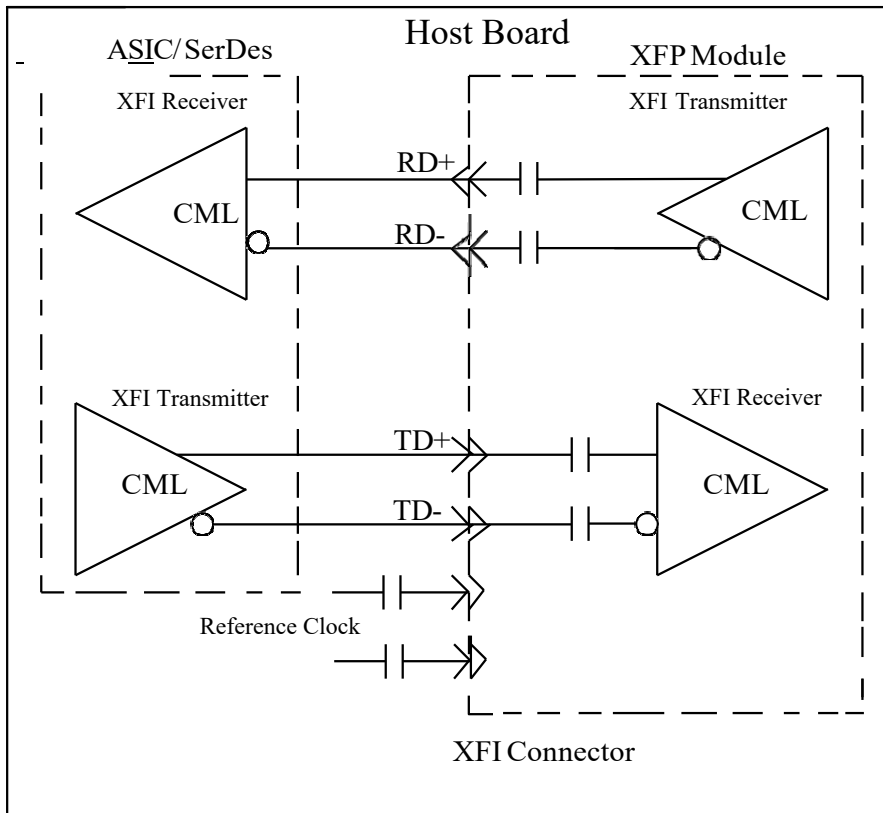 Host Board
ASIC/SerDes
XFP Module
XFI Receiver
XFI Transmitter
RD+
CML
CML
RD-
XFI Transmitter
XFI Receiver
TD+
CML
CML
TD-
Reference Clock
XFI Connector